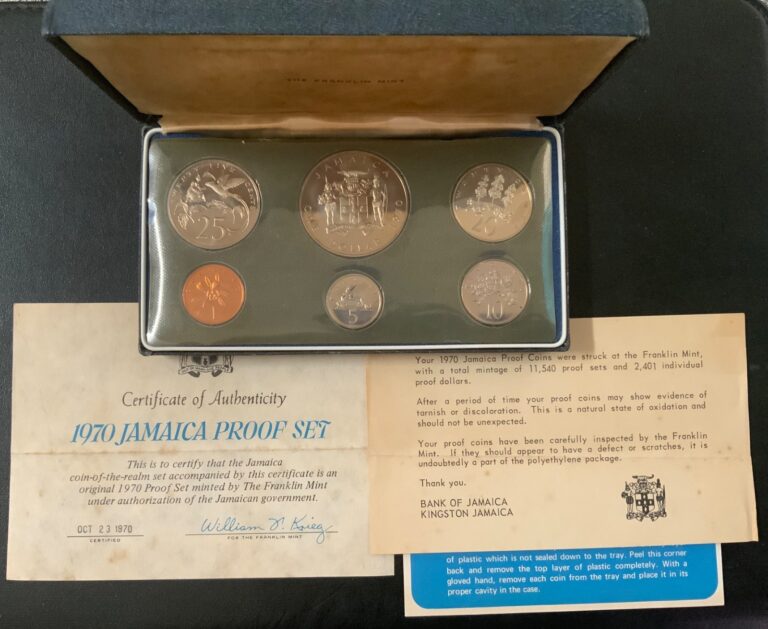 THE FRANKLIN MINT
TWENTY FIVE CENTS
25
JAMAICA
DOLLAR
20
1
5
10
Certificate of Authenticity
1970 JAMAICA PROOF SET
This is to certify that the Jamaica
coin-of-the-realm set accompanied by this certificate is an
original 1970 Proof Set minted by The Franklin Mint
under authorization of the Jamaican government.
OCT 23 1970
CERTIFIED
William N. Krieg
FOR THE FRANKLIN MINT
Your 1970 Jamaica Proof Coins were struck at the Franklin Mint,
with a total mintage of 11,540 proof sets and 2,401 individual
proof dollars.
After a period of time your proof coins may show evidence of
tarnish or discoloration. This is a natural state of oxidation and
should not be unexpected.
Your proof coins have been carefully inspected by the Franklin
Mint. If they should appear to have a defect or scratches, it is
undoubtedly a part of the polyethylene package.
Thank you.
BANK OF JAMAICA
KINGSTON JAMAICA
of plastic which is not sealed down to the tray. Peel this corner
back and remove the top layer of plastic completely. With a
gloved hand, remove each coin from the tray and place it in its
proper cavity in the case.